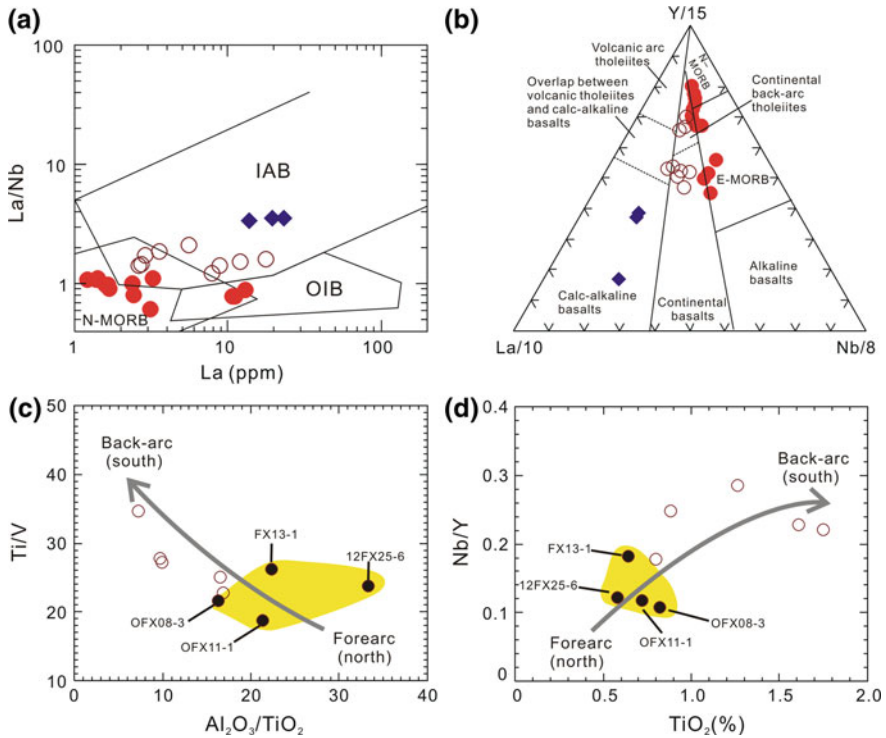 (a)
100
10
1
La/Nb
IAB
OIB
N-MORB
1
10
100
La (ppm)
(b)
Y/15
Volcanic arc
tholeiites
N-
MORB
Overlap between
volcanic tholeiites
and calc-alkaline
basalts
Continental
back-arc
tholeiites
E-MORB
Calc-alkaline
basalts
Continental
basalts
Alkaline
basalts
La/10
Nb/8
(c)
50
40
30
20
10
Ti/V
Back-arc
(south)
FX13-1
12FX25-6
OFX08-3
OFX11-1
Forearc
(north)
0
10
20
30
40
Al₂O₃/TiO₂
(d)
0.4
0.3
0.2
0.1
0
Nb/Y
Back-arc
(south)
FX13-1
12FX25-6
OFX08-3
OFX11-1
Forearc
(north)
0
0.5
1.0
1.5
2.0
TiO₂(%)